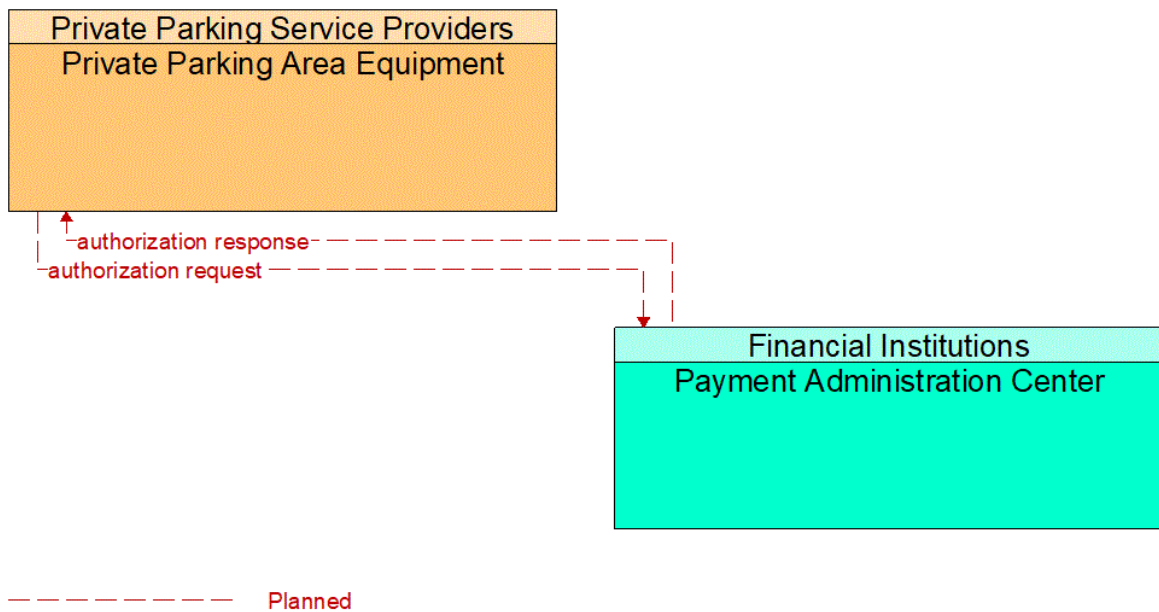 Private Parking Service Providers
Private Parking Area Equipment
authorization response
authorization request
Financial Institutions
Payment Administration Center
Planned